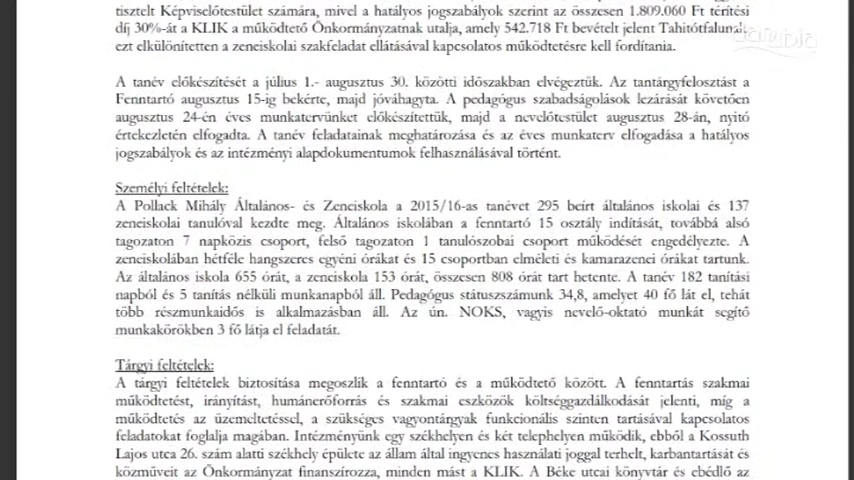 tisztelt Képviselőtestület számára, mivel a hatályos jogszabályok szerint az összesen 1.809.060 Ft térítési
díj 30%-át a KLIK a működtető Önkormányzatnak utalja, amely 542.718 Ft bevételt jelent Tahitótfalunak,
ezt elkülönítetten a zeneiskolai szakfeladat ellátásával kapcsolatos működtetésre kell fordítania.
A tanév előkészítését a július 1.- augusztus 30. közötti időszakban elvégeztük. Az tantárgyfelosztást a
Fenntartó augusztus 15-ig bekérte, majd jóváhagyta. A pedagógus szabadságolások lezárását követően
augusztus 24-én éves munkatervünket előkészítettük, majd a nevelőtestület augusztus 28-án, nyitó
értekezletén elfogadta. A tanév feladatainak meghatározása és az éves munkaterv elfogadása a hatályos
jogszabályok és az intézményi alapdokumentumok felhasználásával történt.
Személyi feltételek:
A Pollack Mihály Általános- és Zeneiskola a 2015/16-as tanévet 295 beírt általános iskolai és 137
zeneiskolai tanulóval kezdte meg. Általános iskolában a fenntartó 15 osztály indítását, továbbá alsó
tagozaton 7 napközis csoport, felső tagozaton 1 tanulószobai csoport működését engedélyezte. A
zeneiskolában hétféle hangszeres egyéni órákat és 15 csoportban elméleti és kamarazenei órákat tartunk.
Az általános iskola 655 órát, a zeneiskola 153 órát, összesen 808 órát tart hetente. A tanév 182 tanítási
napból és 5 tanítás nélküli munkanapból áll. Pedagógus státuszszámunk 34,8, amelyet 40 fő lát el, tehát
több részmunkaidős is alkalmazásban áll. Az ún. NOKS, vagyis nevelő-oktató munkát segítő
munkakörökben 3 fő látja el feladatát.
Tárgyi feltételek:
A tárgyi feltételek biztosítása megoszlik a fenntartó és a működtető között. A fenntartás szakmai
működtetést, irányítást, humánerőforrás és szakmai eszközök költséggazdálkodását jelenti, míg a
működtetés az üzemeltetéssel, a szükséges vagyontárgyak funkcionális szinten tartásával kapcsolatos
feladatokat foglalja magában. Intézményünk egy székhelyen és két telephelyen működik, ebből a Kossuth
Lajos utca 26. szám alatti székhely épülete az állam által ingyenes használati joggal terhelt, karbantartását és
közműveit az Önkormányzat finanszírozza, minden mást a KLIK. A Béke utcai könyvtár és ebédlő az